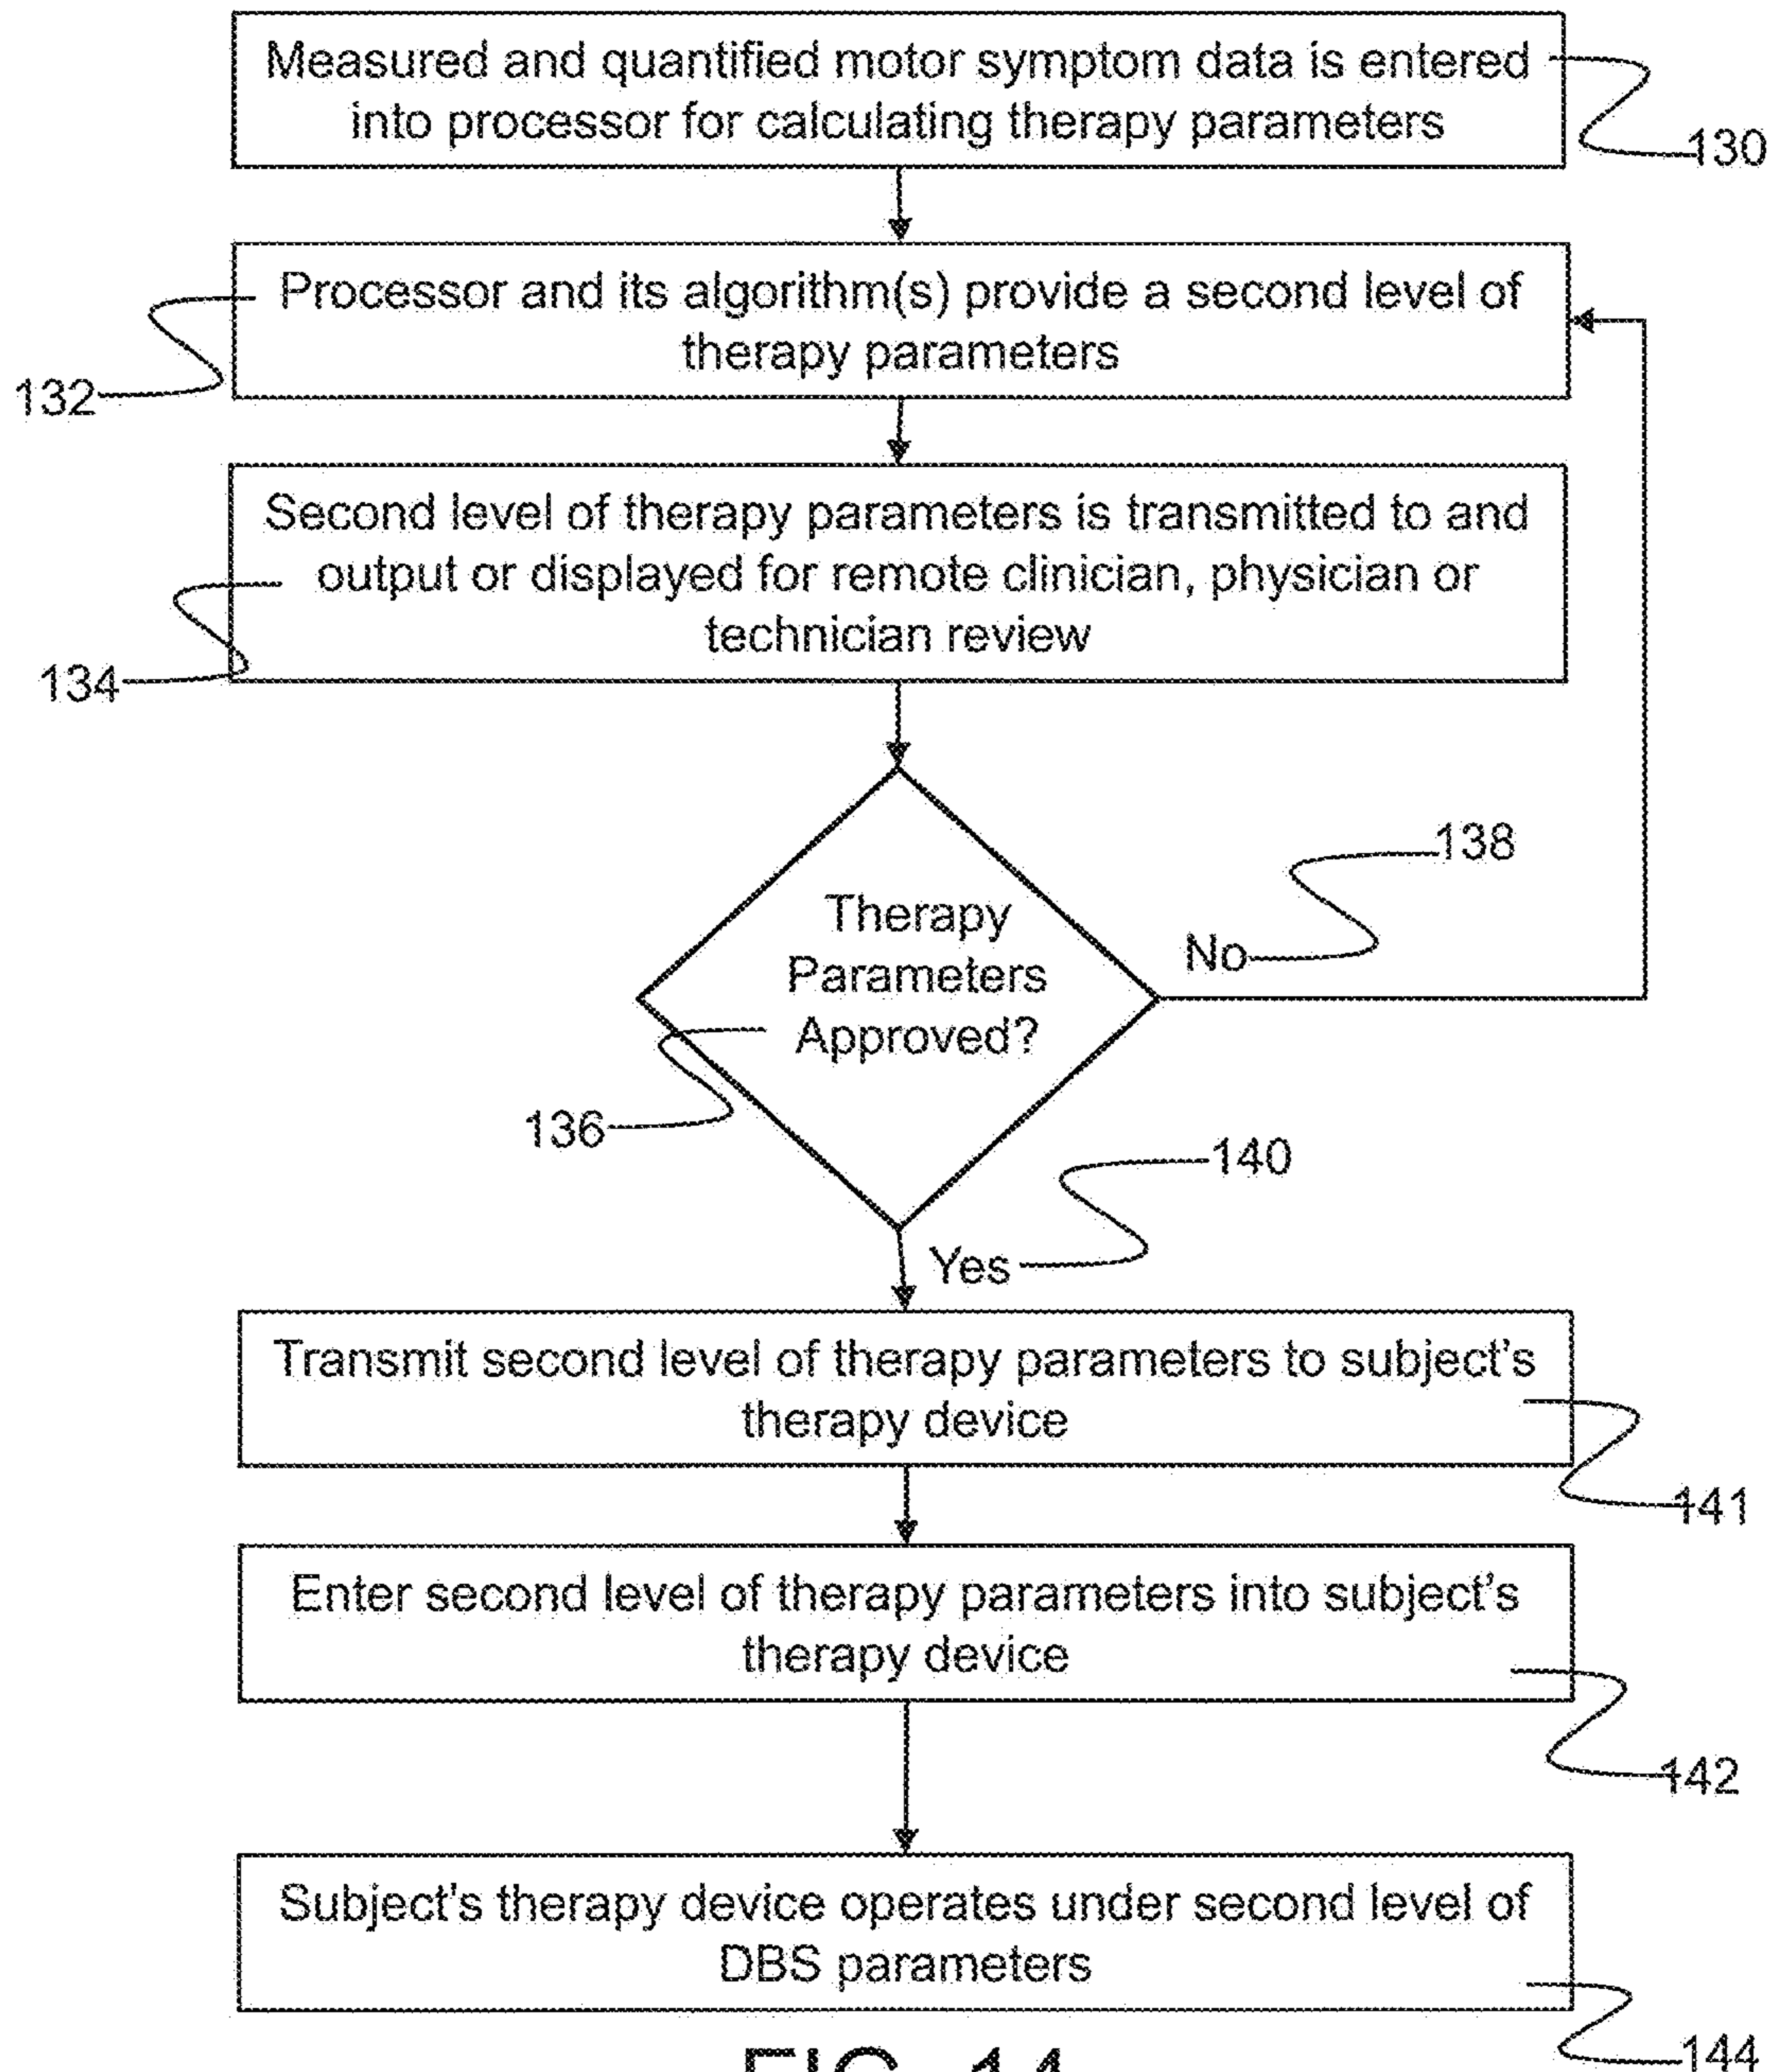 Measured and quantified motor symptom data is entered
into processor for calculating therapy parameters
130
Processor and its algorithm(s) provide a second level of
therapy parameters
132
Second level of therapy parameters is transmitted to and
output or displayed for remote clinician, physician or
technician review
134
138
Therapy
Parameters
Approved?
No
136
140
Yes
Transmit second level of therapy parameters to subject's
therapy device
141
Enter second level of therapy parameters into subject's
therapy device
142
Subject's therapy device operates under second level of
DBS parameters
144
FIG. 11